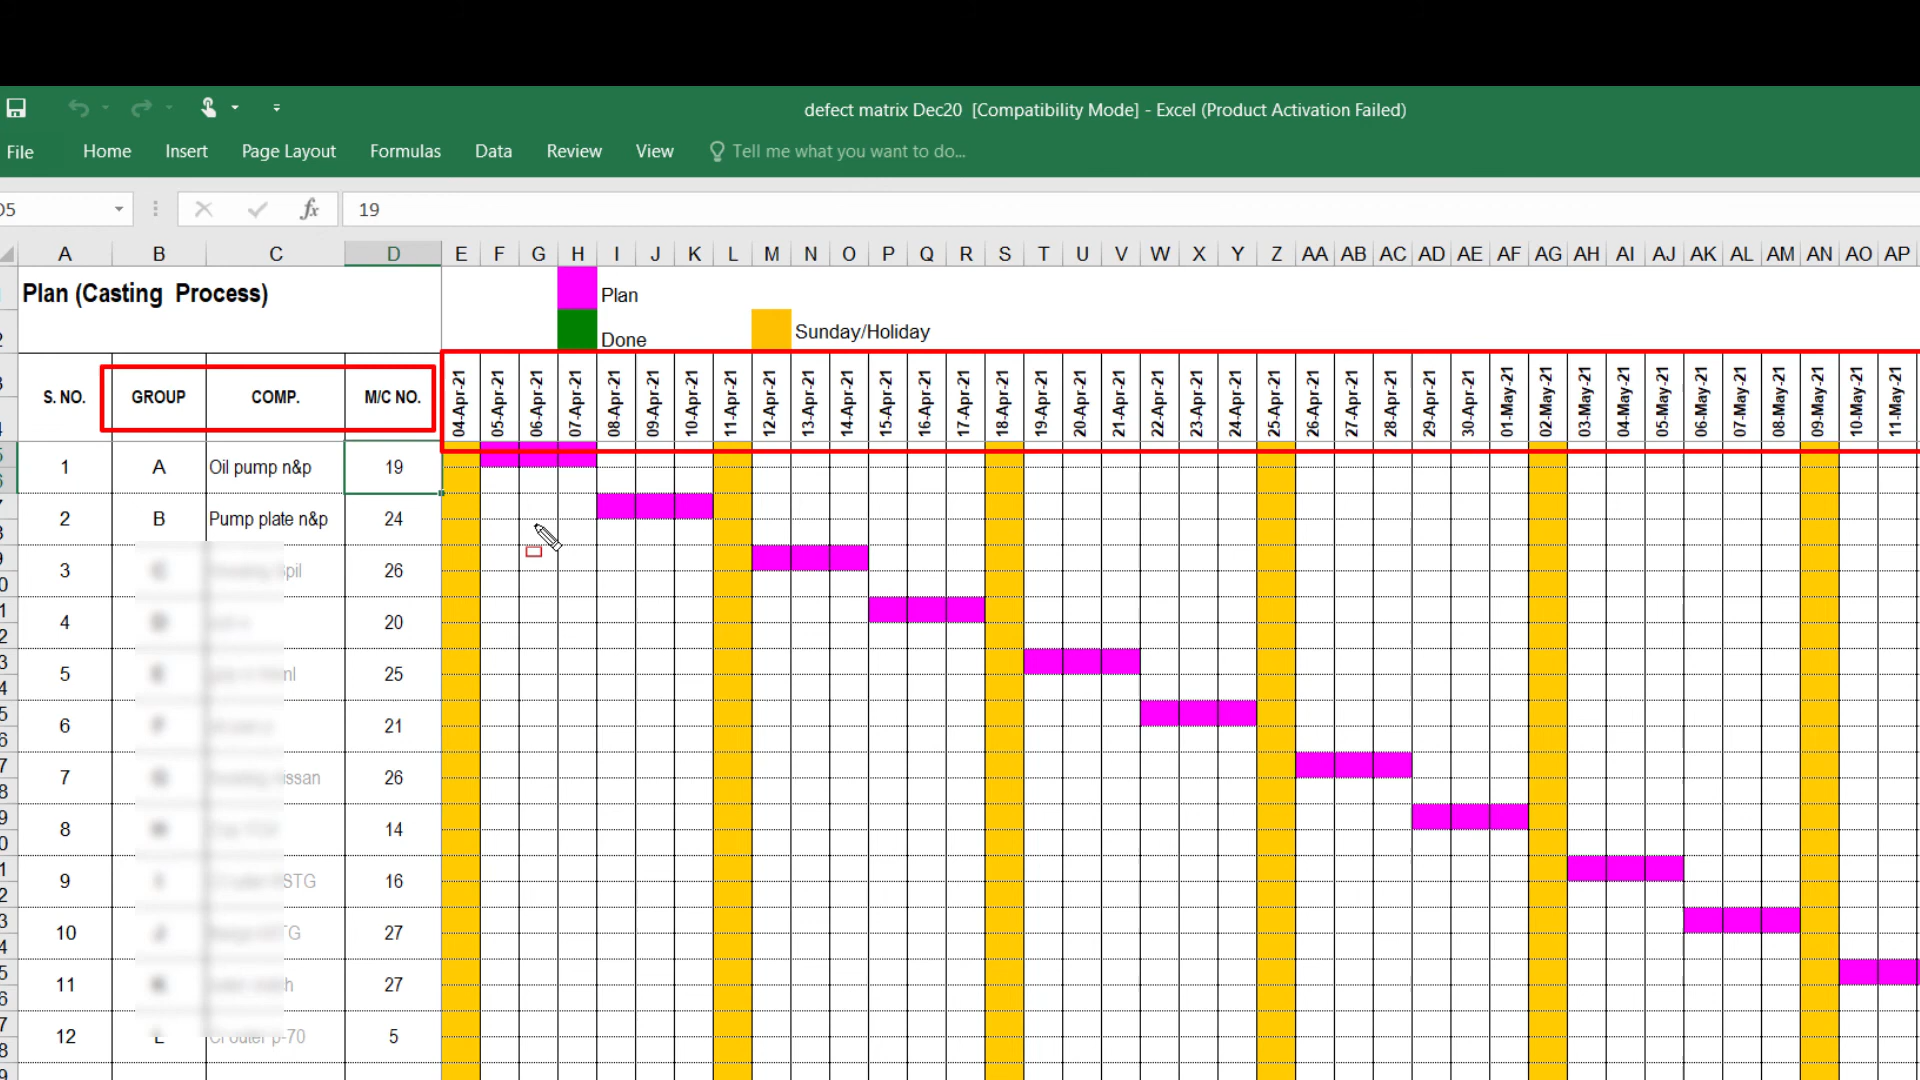 defect matrix Dec20 [Compatibility Mode] - Excel (Product Activation Failed)
File Home Insert Page Layout Formulas Data Review View Tell me what you want to do...
fx 19
A B C D E F G H I J K L M N O P Q R S T U V W X Y Z AA AB AC AD AE AF AG AH AI AJ AK AL AM AN AO AP
Plan (Casting Process)
Plan
Done
Sunday/Holiday
S. NO. GROUP COMP. M/C NO. 04-Apr-21 05-Apr-21 06-Apr-21 07-Apr-21 08-Apr-21 09-Apr-21 10-Apr-21 11-Apr-21 12-Apr-21 13-Apr-21 14-Apr-21 15-Apr-21 16-Apr-21 17-Apr-21 18-Apr-21 19-Apr-21 20-Apr-21 21-Apr-21 22-Apr-21 23-Apr-21 24-Apr-21 25-Apr-21 26-Apr-21 27-Apr-21 28-Apr-21 29-Apr-21 30-Apr-21 01-May-21 02-May-21 03-May-21 04-May-21 05-May-21 06-May-21 07-May-21 08-May-21 09-May-21 10-May-21 11-May-21
1 A Oil pump n&p 19
2 B Pump plate n&p 24
3 26
4 20
5 25
6 21
7 26
8 14
9 16
10 27
11 27
12 5